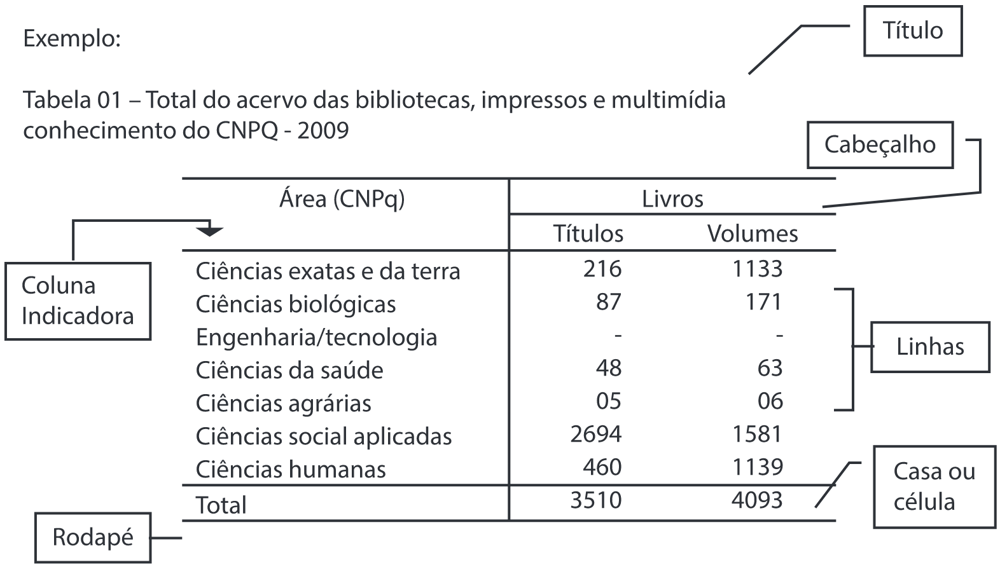 Título
Exemplo:
Tabela 01 – Total do acervo das bibliotecas, impressos e multimídia
conhecimento do CNPQ - 2009
Cabeçalho
Área (CNPq) Livros
Títulos Volumes
Ciências exatas e da terra 216 1133
Coluna
Indicadora
Ciências biológicas 87 171
Engenharia/tecnologia - -
Linhas
Ciências da saúde 48 63
Ciências agrárias 05 06
Ciências social aplicadas 2694 1581
Ciências humanas 460 1139
Casa ou
célula
Total 3510 4093
Rodapé